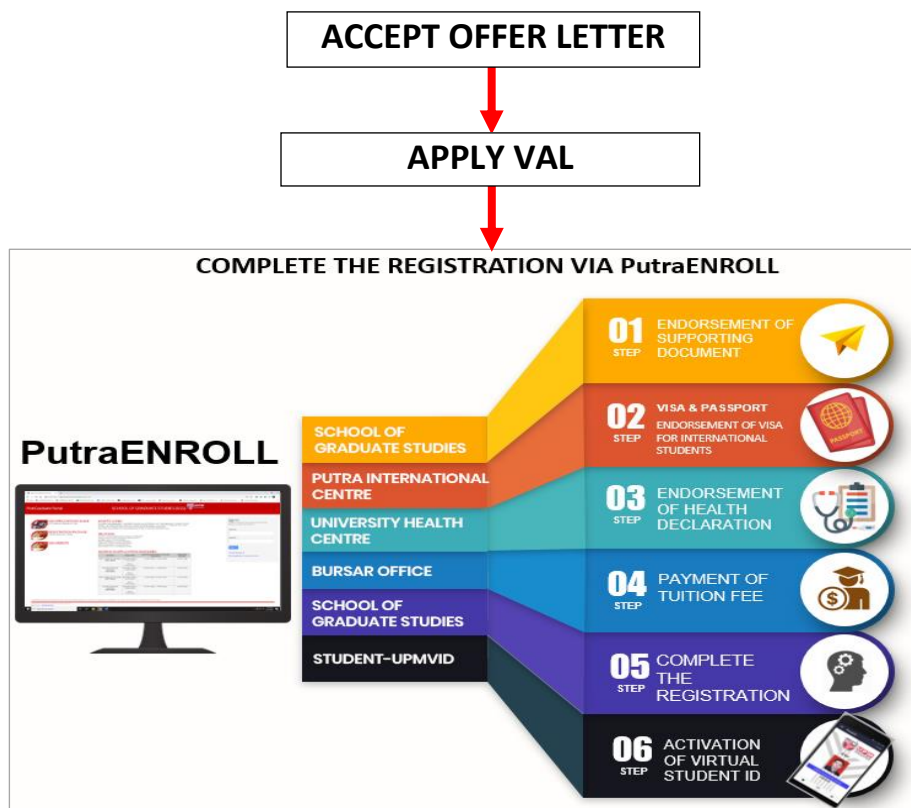 ACCEPT OFFER LETTER
APPLY VAL
COMPLETE THE REGISTRATION VIA PutraENROLL
PutraENROLL
SCHOOL OF
GRADUATE STUDIES
PUTRA INTERNATIONAL
CENTRE
UNIVERSITY HEALTH
CENTRE
BURSAR OFFICE
SCHOOL OF
GRADUATE STUDIES
STUDENT-UPMVID
01
STEP
ENDORSEMENT OF
SUPPORTING
DOCUMENT
02
STEP
VISA & PASSPORT
ENDORSEMENT OF VISA
FOR INTERNATIONAL
STUDENTS
PASSPORT
03
STEP
ENDORSEMENT
OF HEALTH
DECLARATION
04
STEP
PAYMENT OF
TUITION FEE
05
STEP
COMPLETE
THE
REGISTRATION
06
STEP
ACTIVATION
OF VIRTUAL
STUDENT ID